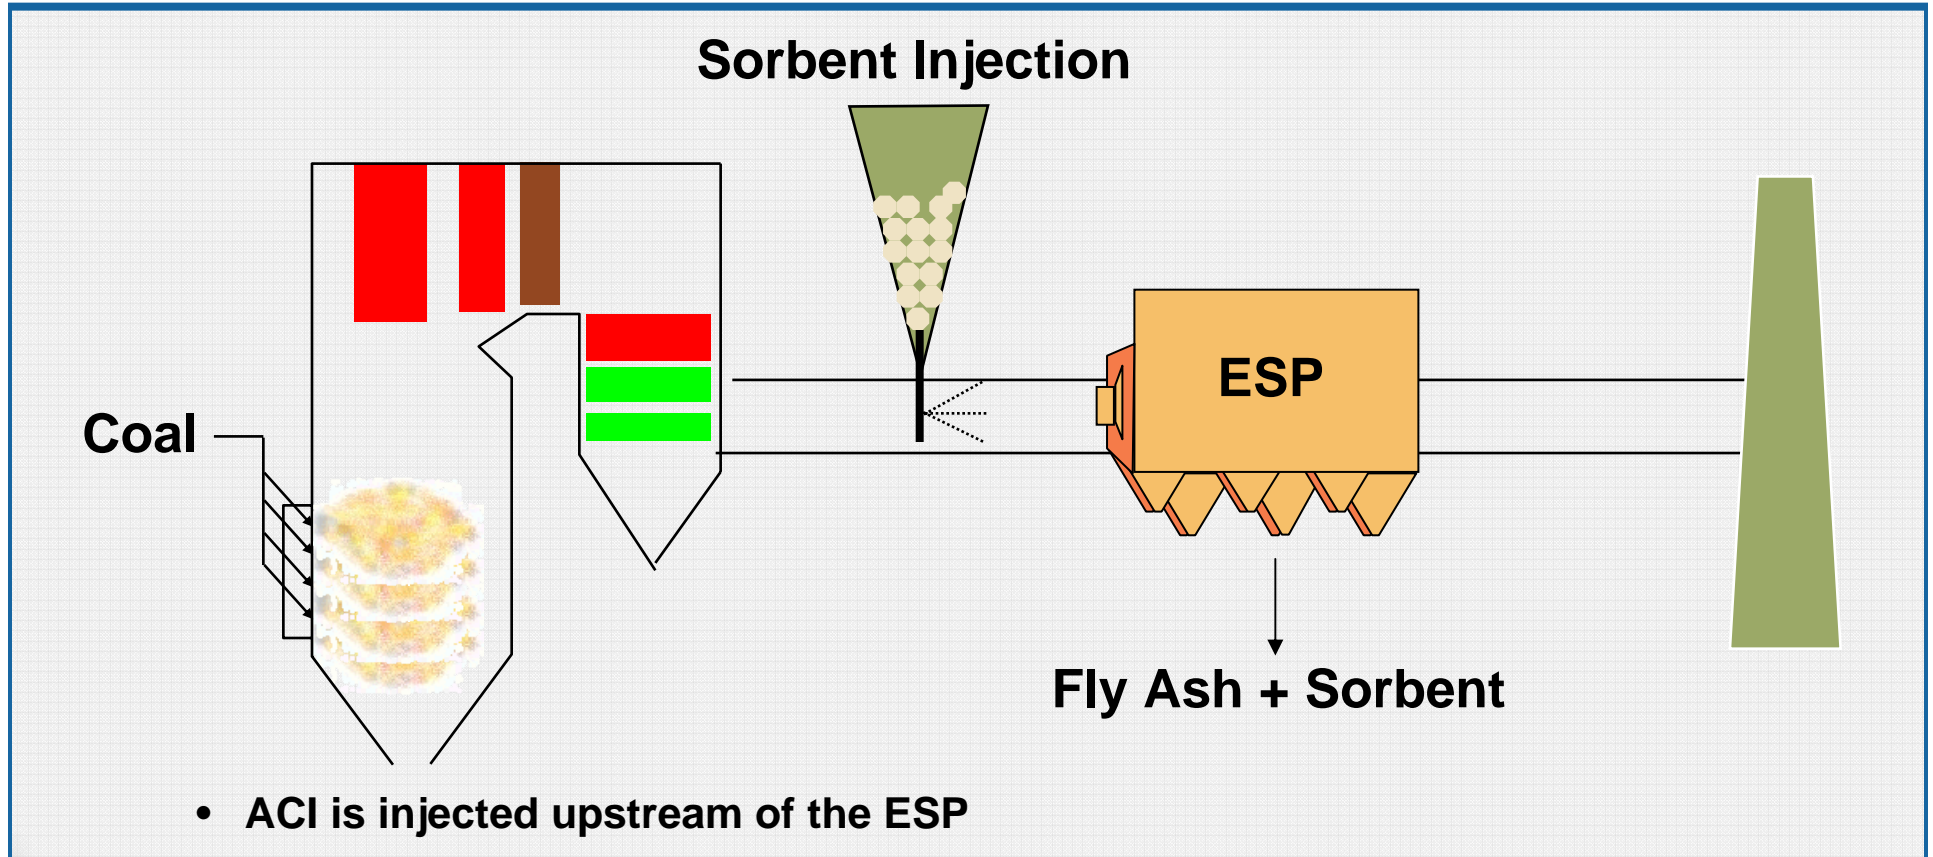 Sorbent Injection
ESP
Coal
Fly Ash + Sorbent
• ACI is injected upstream of the ESP